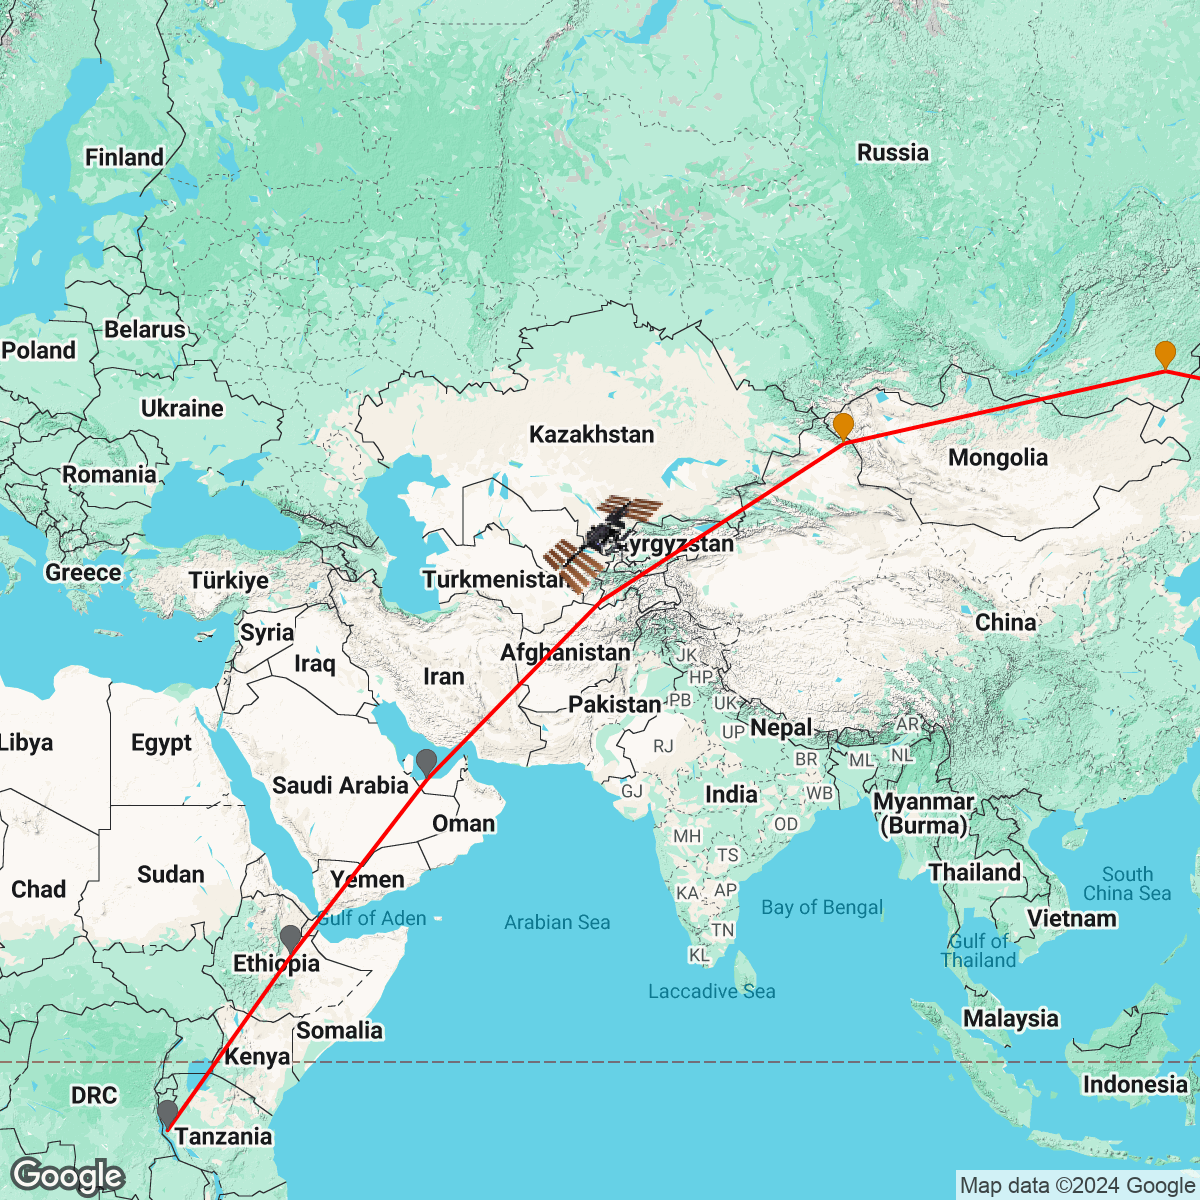 Russia
Finland
Belarus
Poland
Ukraine
Kazakhstan
Mongolia
Romania
Kyrgyzstan
Greece
Türkiye
Turkmenistan
China
Syria
Afghanistan
JK
Iraq
Iran
HP
Pakistan
PB
UK
AR
Nepal
UP
Libya
Egypt
RJ
NL
BR
ML
Saudi Arabia
GJ
India
WB
Myanmar
(Burma)
Oman
OD
MH
TS
Sudan
Yemen
Thailand
South
China Sea
Chad
KA
AP
Bay of Bengal
Gulf of Aden
Arabian Sea
Vietnam
TN
Gulf of
Thailand
KL
Ethiopia
Laccadive Sea
Malaysia
Somalia
Kenya
DRC
Indonesia
Tanzania
Google
Map data ©2024 Google